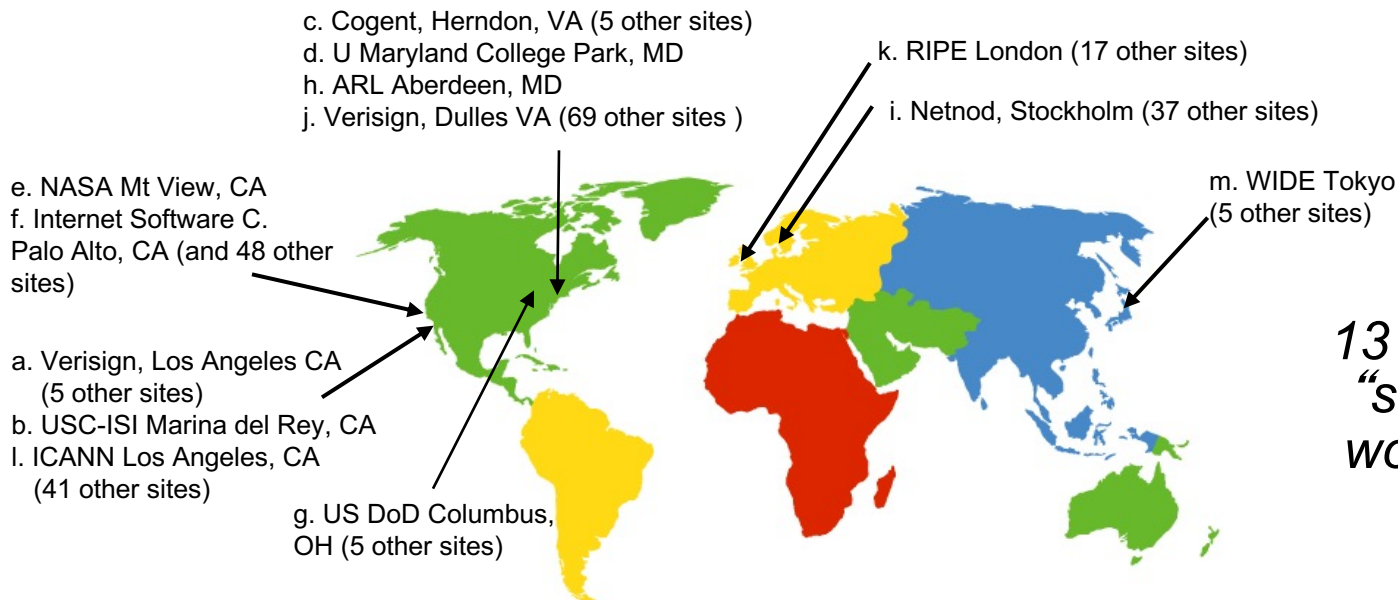 c. Cogent, Herndon, VA (5 other sites)
d. U Maryland College Park, MD
h. ARL Aberdeen, MD
j. Verisign, Dulles VA (69 other sites )
k. RIPE London (17 other sites)
i. Netnod, Stockholm (37 other sites)
e. NASA Mt View, CA
f. Internet Software C.
Palo Alto, CA (and 48 other
sites)
m. WIDE Tokyo
(5 other sites)
a. Verisign, Los Angeles CA
(5 other sites)
b. USC-ISI Marina del Rey, CA
l. ICANN Los Angeles, CA
(41 other sites)
g. US DoD Columbus,
OH (5 other sites)
13